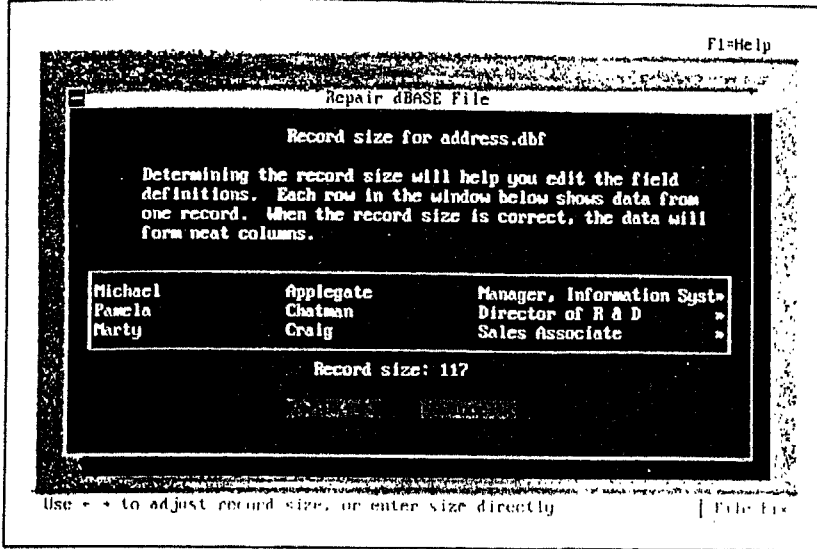 F1=Help
Repair dBASE File
Record size for address.dbf
Determining the record size will help you edit the field
definitions. Each row in the window below shows data from
one record. When the record size is correct, the data will
form neat columns.
Michael Applegate Manager, Information Syst»
Pamela Chatman Director of R & D »
Marty Craig Sales Associate »
Record size: 117
Use ← → to adjust record size, or enter size directly
| File Fix